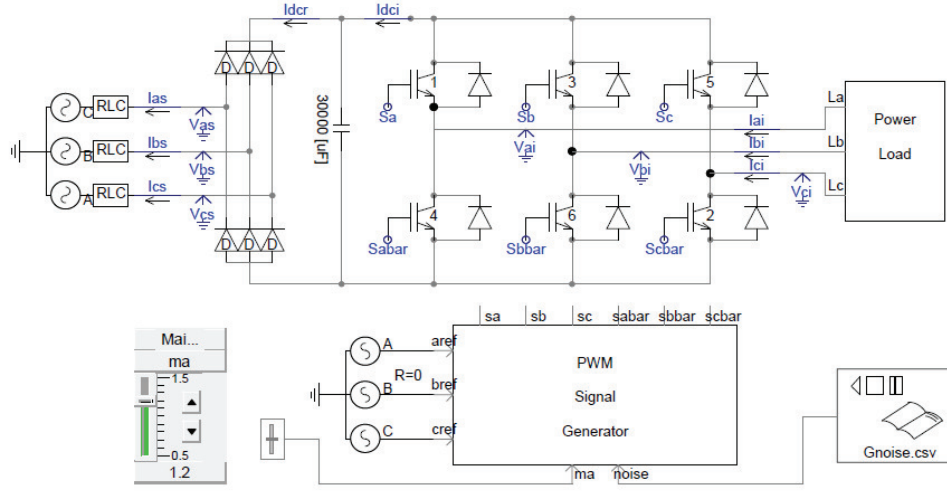 Idcr
Idci
D D D
1
3
5
Sa
Sb
Sc
30000 [uF]
C
RLC
Ias
Vas
B
RLC
Ibs
Vbs
A
RLC
Ics
Vcs
Vai
Vbi
Vci
Iai
Ibi
Ici
La
Lb
Lc
Power
Load
D D D
4
6
2
Sabar
Sbbar
Scbar
sa
sb
sc
sabar
sbbar
scbar
Mai...
ma
1.5
0.5
1.2
A
R=0
B
C
aref
bref
cref
PWM
Signal
Generator
ma
noise
Gnoise.csv